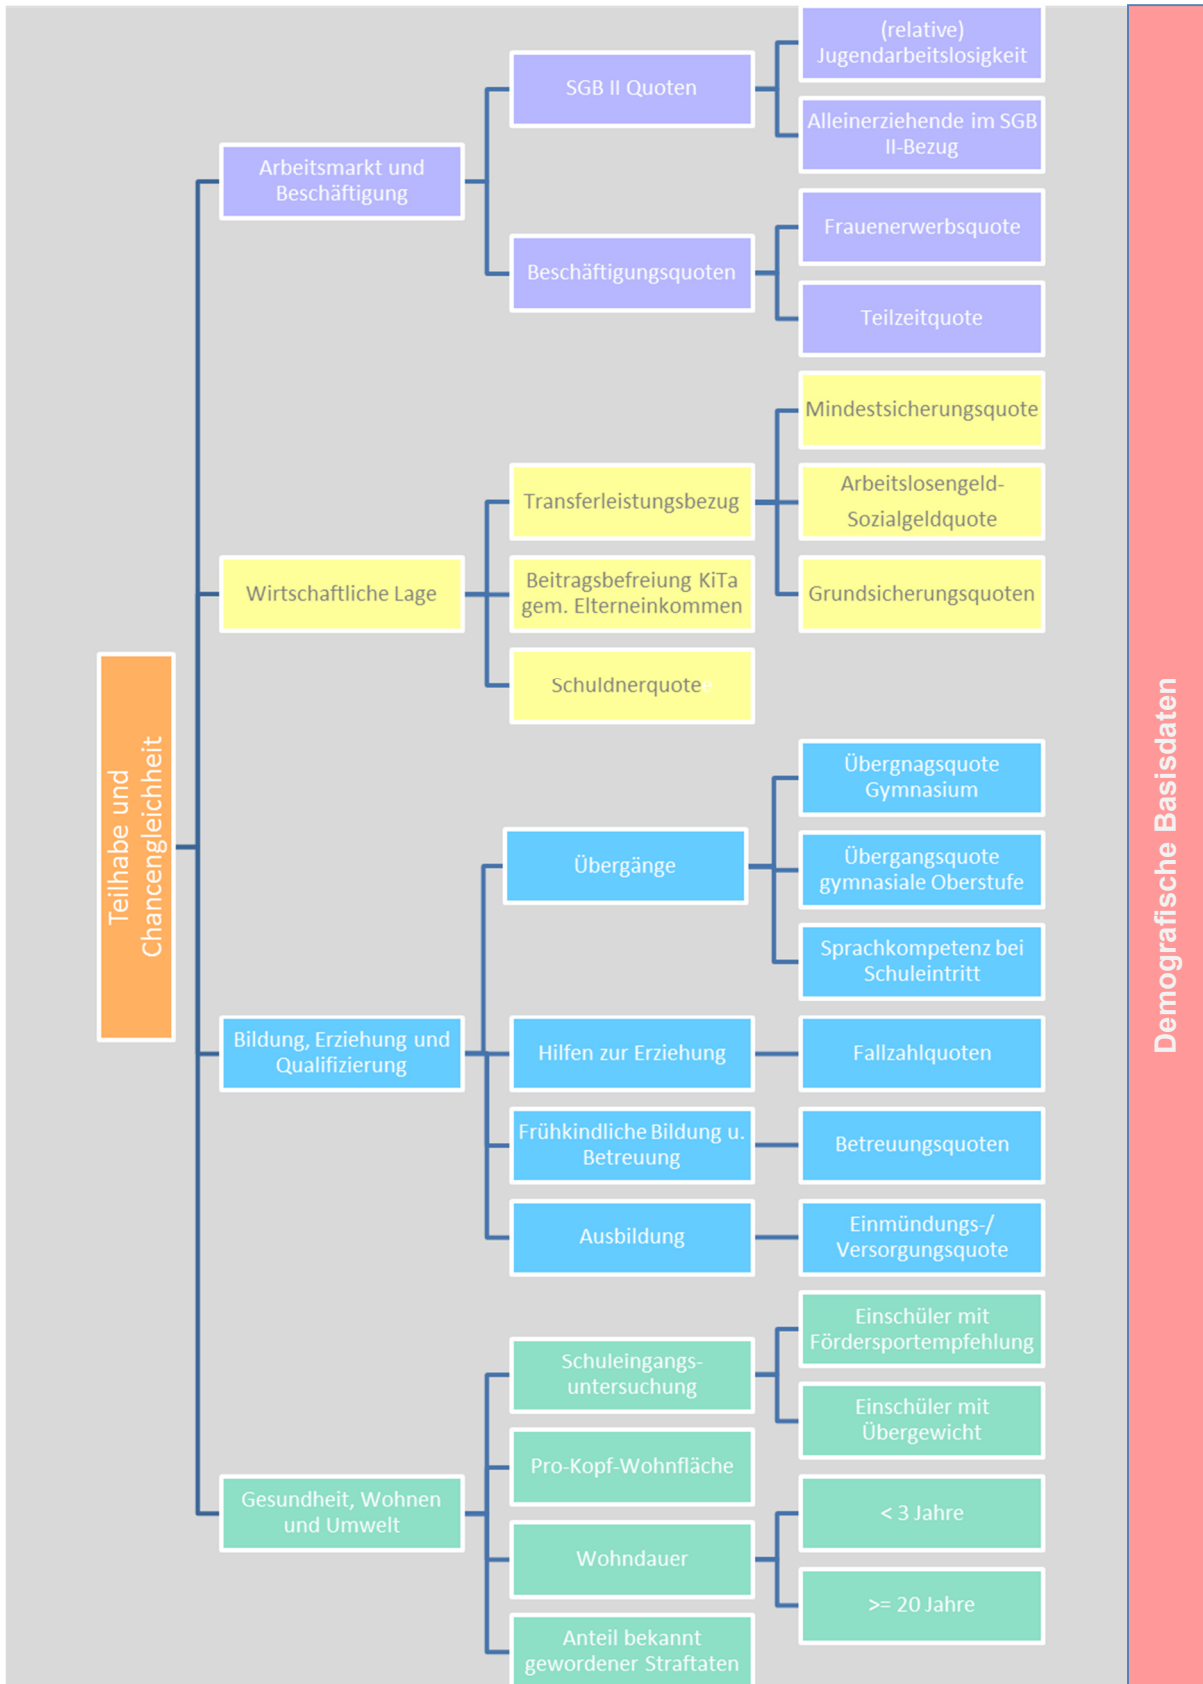 Teilhabe und
Chancengleichheit
Arbeitsmarkt und
Beschäftigung
SGB II Quoten
(relative)
Jugendarbeitslosigkeit
Alleinerziehende im SGB
II-Bezug
Beschäftigungsquoten
Frauenerwerbsquote
Teilzeitquote
Wirtschaftliche Lage
Transferleistungsbezug
Mindestsicherungsquote
Arbeitslosengeld-
Sozialgeldquote
Grundsicherungsquoten
Beitragsbefreiung KiTa
gem. Elterneinkommen
Schuldnerquotee
Bildung, Erziehung und
Qualifizierung
Übergänge
Übergnagsquote
Gymnasium
Übergangsquote
gymnasiale Oberstufe
Sprachkompetenz bei
Schuleintritt
Hilfen zur Erziehung
Fallzahlquoten
Frühkindliche Bildung u.
Betreuung
Betreuungsquoten
Ausbildung
Einmündungs-/
Versorgungsquote
Gesundheit, Wohnen
und Umwelt
Schuleingangs-
untersuchung
Einschüler mit
Fördersportempfehlung
Einschüler mit
Übergewicht
Pro-Kopf-Wohnfläche
Wohndauer
< 3 Jahre
>= 20 Jahre
Anteil bekannt
gewordener Straftaten
Demografische Basisdaten